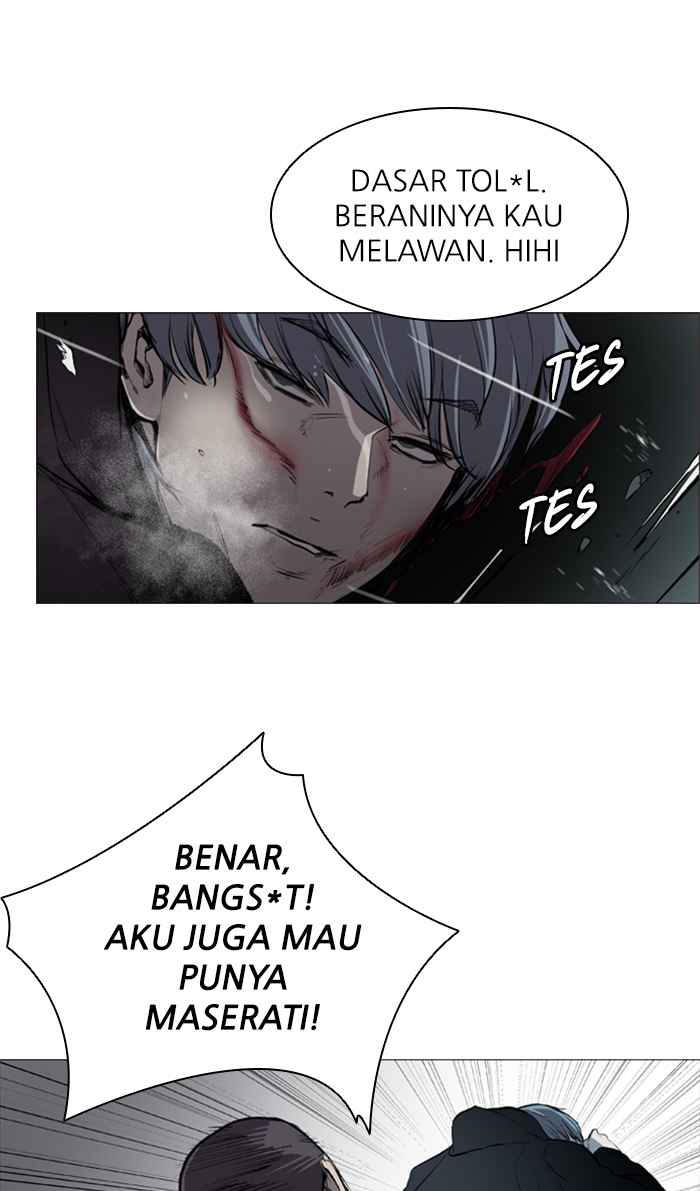 DASAR TOL*L.
BERANINYA KAU
MELAWAN. HIHI
TES
TES
BENAR,
BANGS*T!
AKU JUGA MAU
PUNYA
MASERATI!